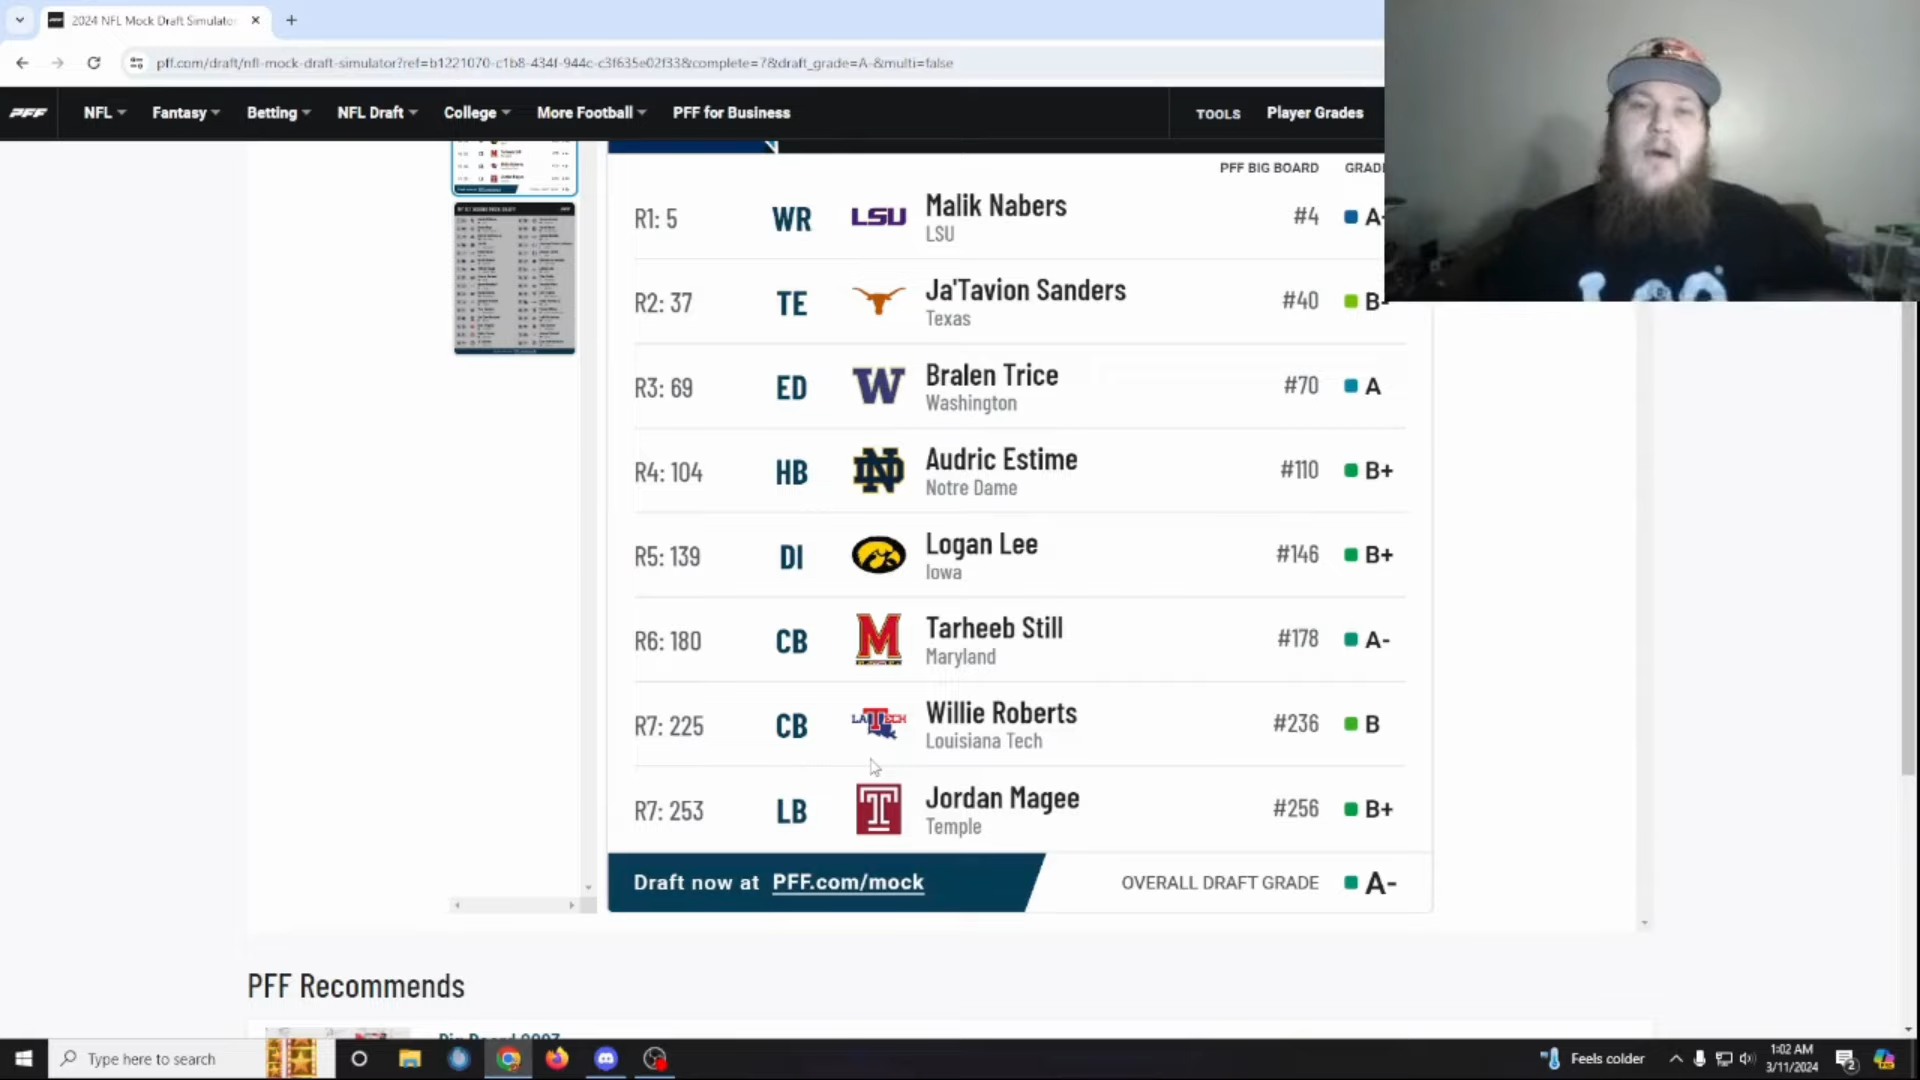 2024 NFL Mock Draft Simulator
pff.com/draft/nfl-mock-draft-simulator?ref=b1221070-c1b8-434f-944c-c3f635e02f33&complete=7&draft_grade=A-&multi=false
PFF NFL Fantasy Betting NFL Draft College More Football PFF for Business TOOLS Player Grades
PFF BIG BOARD GRADE
R1: 5 WR LSU Malik Nabers #4 A-
LSU
R2: 37 TE Ja'Tavion Sanders #40 B-
Texas
R3: 69 ED W Bralen Trice #70 A
Washington
R4: 104 HB ND Audric Estime #110 B+
Notre Dame
R5: 139 DI Logan Lee #146 B+
Iowa
R6: 180 CB M Tarheeb Still #178 A-
Maryland
R7: 225 CB LA TECH Willie Roberts #236 B
Louisiana Tech
R7: 253 LB T Jordan Magee #256 B+
Temple
Draft now at PFF.com/mock OVERALL DRAFT GRADE A-
PFF Recommends
Type here to search
Feels colder
1:02 AM
3/11/2024
2